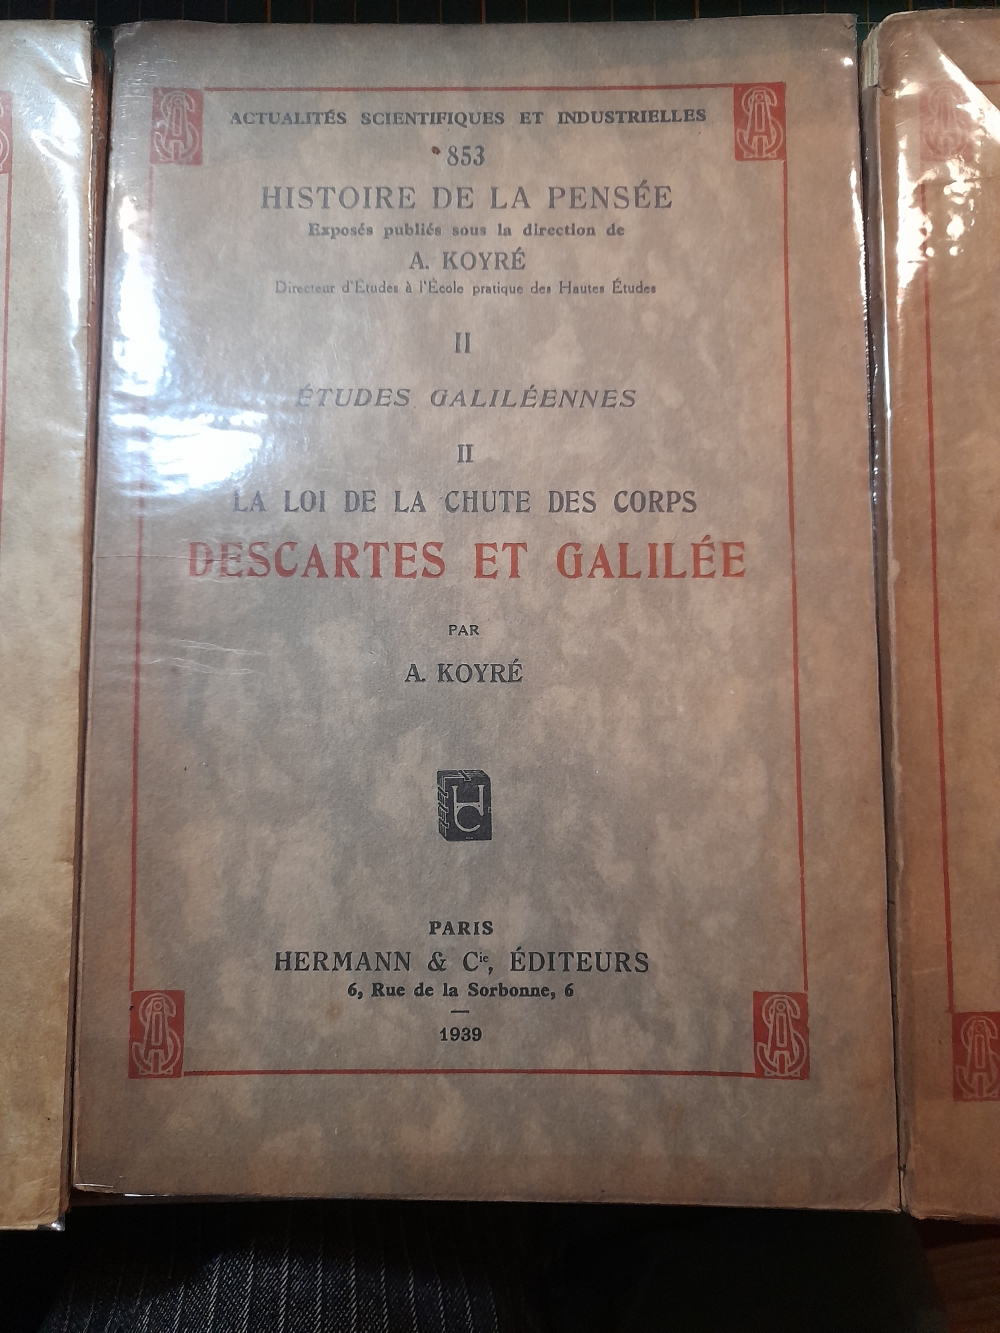 ACTUALITÉS SCIENTIFIQUES ET INDUSTRIELLES
853
HISTOIRE DE LA PENSÉE
Exposés publiés sous la direction de
A. KOYRÉ
Directeur d'Études à l'École pratique des Hautes Études
II
ÉTUDES GALILÉENNES
II
LA LOI DE LA CHUTE DES CORPS
DESCARTES ET GALILÉE
PAR
A. KOYRÉ
HC
PARIS
HERMANN & Cie, ÉDITEURS
6, Rue de la Sorbonne, 6
1939